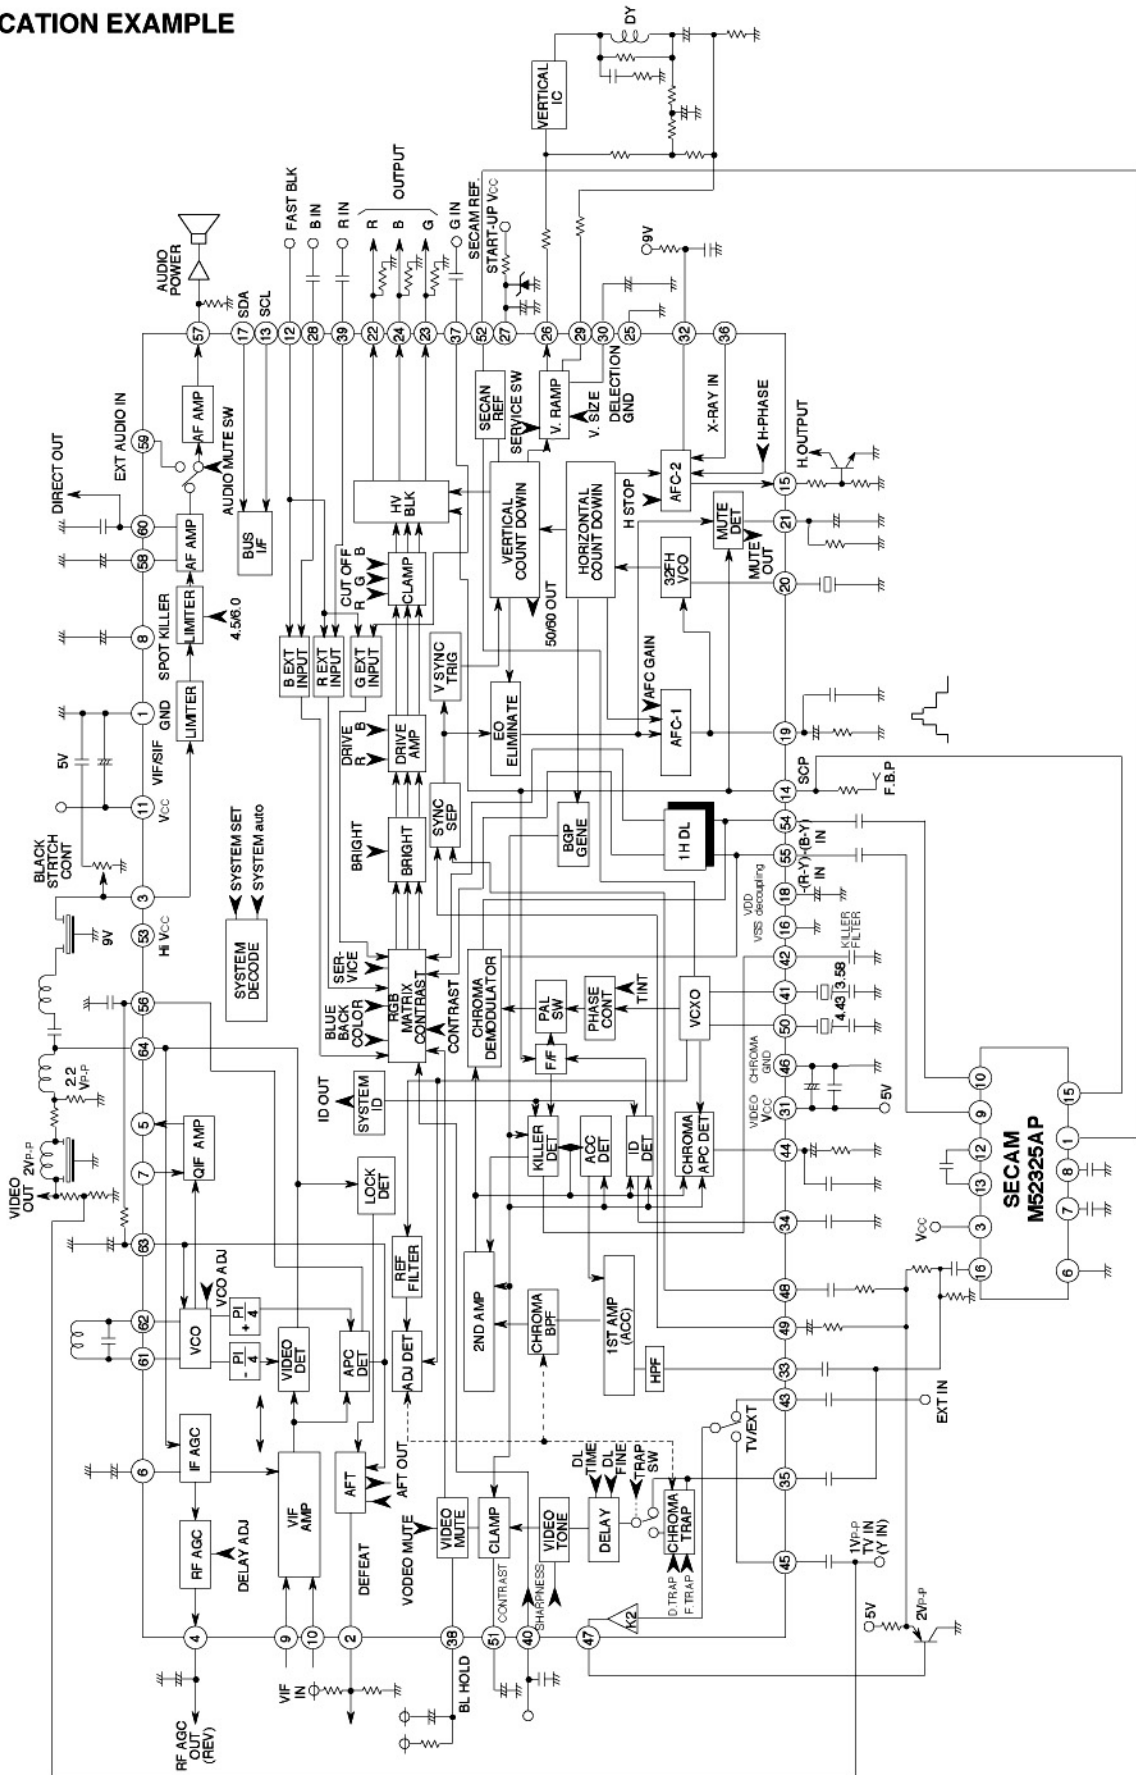 CATION EXAMPLE
DY
VERTICAL
IC
AUDIO
POWER
SDA
SCL
FAST BLK
B IN
R IN
OUTPUT
R
B
G
G IN
SECAM REF.
START-UP Vcc
9V
57
17
13
12
28
39
22
24
23
37
52
27
26
29
30
25
32
36
DIRECT OUT
EXT AUDIO IN
59
AF AMP
AUDIO MUTE SW
60
58
AF AMP
BUS
I/F
HV
BLK
SECAN
REF
SERVICE SW
V. RAMP
V. SIZE
DELECTION
GND
X-RAY IN
H-PHASE
H STOP
AFC-2
15
H.OUTPUT
SPOT KILLER
8
LIMITER
4.5/6.0
CUT OFF
R G B
CLAMP
VERTICAL
COUNT DOWIN
50/60 OUT
HORIZONTAL
COUNT DOWIN
32FH
VCO
MUTE
DET
MUTE
OUT
21
20
B EXT
INPUT
R EXT
INPUT
G EXT
INPUT
V SYNC
TRIG
5V
1
GND
VIF/SIF
LIMITER
11
Vcc
DRIVE
R B
DRIVE
AMP
EO
ELIMINATE
AFC GAIN
AFC-1
19
SCP
14
F.B.P
BLACK
STRTCH
CONT
SYSTEM SET
SYSTEM auto
SYSTEM
DECODE
BRIGHT
BRIGHT
SYNC
SEP
BGP
GENE
1H DL
54
55
-(B-Y)
IN
-(R-Y)
IN
3
53
Hi Vcc
9V
VDD
VSS decoupling
18
16
42
KILLER
FILTER
SER-
VICE
BLUE
BACK
COLOR
RGB
MATRIX
CONTRAST
CONTRAST
CHROMA
DEMODULATOR
PAL
SW
PHASE
CONT
TINT
VCXO
F/F
41
3.58
50
4.43
56
64
2.2
VP-P
5
7
QIF AMP
VIDEO
OUT
2VP-P
ID OUT
SYSTEM
ID
LOCK
DET
KILLER
DET
ACC
DET
ID
DET
CHROMA
APC DET
46
CHROMA
GND
31
VIDEO
Vcc
5V
44
34
10
9
12
13
3
16
15
1
8
7
6
SECAM
M52325AP
Vcc
63
62
61
VCO ADJ
VCO
+ PI/4
- PI/4
VIDEO
DET
APC
DET
REF
FILTER
ADJ DET
2ND AMP
CHROMA
BPF
1ST AMP
(ACC)
HPF
48
49
33
43
EXT IN
TV/EXT
6
IF AGC
VIF
AMP
AFT
AFT OUT
RF AGC
DELAY ADJ
DEFEAT
VODEO MUTE
VIDEO
MUTE
CLAMP
CONTRAST
SHARPNESS
VIDEO
TONE
DELAY
DL
TIME
DL
FINE
TRAP
SW
CHROMA
TRAP
D.TRAP
F.TRAP
K2
35
45
1VP-P
TV IN
(Y IN)
4
9
10
2
38
51
40
47
RF AGC
OUT
(REV)
VIF
IN
BL HOLD
5V
2VP-P